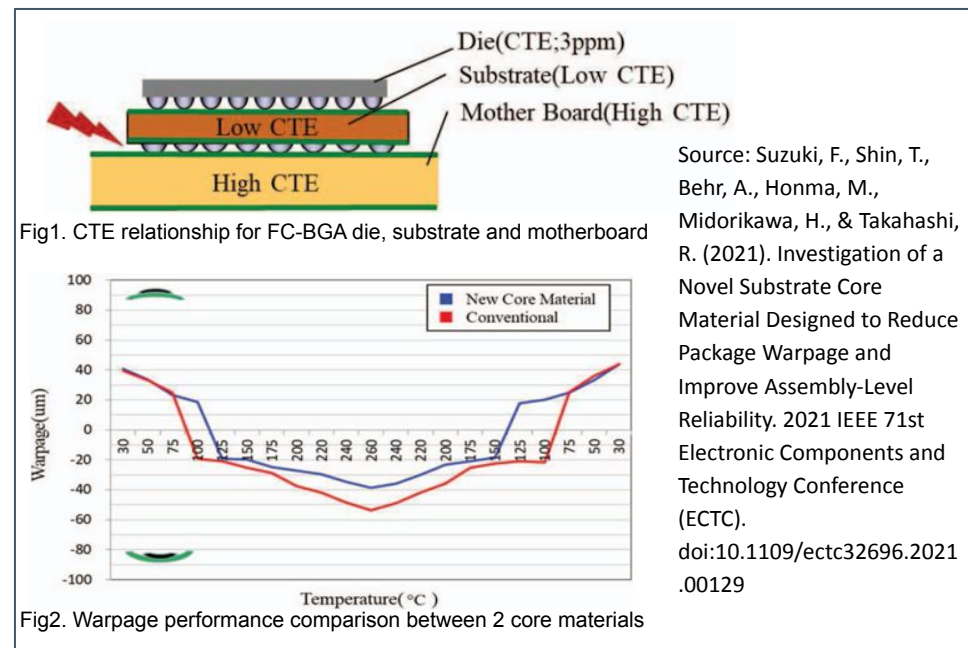 Die(CTE;3ppm)
Substrate(Low CTE)
Mother Board(High CTE)
Low CTE
High CTE
Fig1. CTE relationship for FC-BGA die, substrate and motherboard
100
80
60
40
20
0
-20
-40
-60
-80
-100
Warpage(um)
New Core Material
Conventional
30 50 75 100 125 150 175 200 220 240 260 240 220 200 175 150 125 100 75 50 30
Temperature(°C )
Fig2. Warpage performance comparison between 2 core materials
Source: Suzuki, F., Shin, T.,
Behr, A., Honma, M.,
Midorikawa, H., & Takahashi,
R. (2021). Investigation of a
Novel Substrate Core
Material Designed to Reduce
Package Warpage and
Improve Assembly-Level
Reliability. 2021 IEEE 71st
Electronic Components and
Technology Conference
(ECTC).
doi:10.1109/ectc32696.2021
.00129